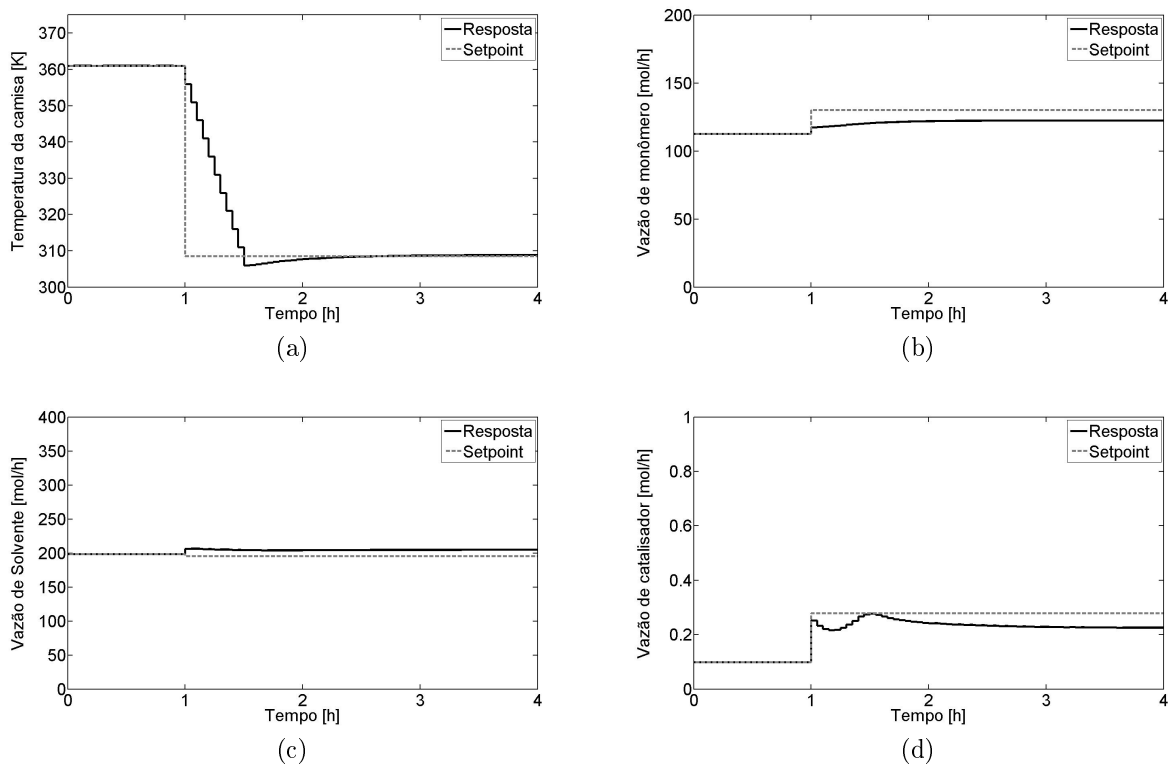 370
360
350
340
330
320
310
300
Temperatura da camisa [K]
Resposta
Setpoint
0
1
2
3
4
Tempo [h]
(a)
200
150
100
50
0
Vazão de monômero [mol/h]
Resposta
Setpoint
0
1
2
3
4
Tempo [h]
(b)
400
350
300
250
200
150
100
50
0
Vazão de Solvente [mol/h]
Resposta
Setpoint
0
1
2
3
4
Tempo [h]
(c)
1
0.8
0.6
0.4
0.2
0
Vazão de catalisador [mol/h]
Resposta
Setpoint
0
1
2
3
4
Tempo [h]
(d)